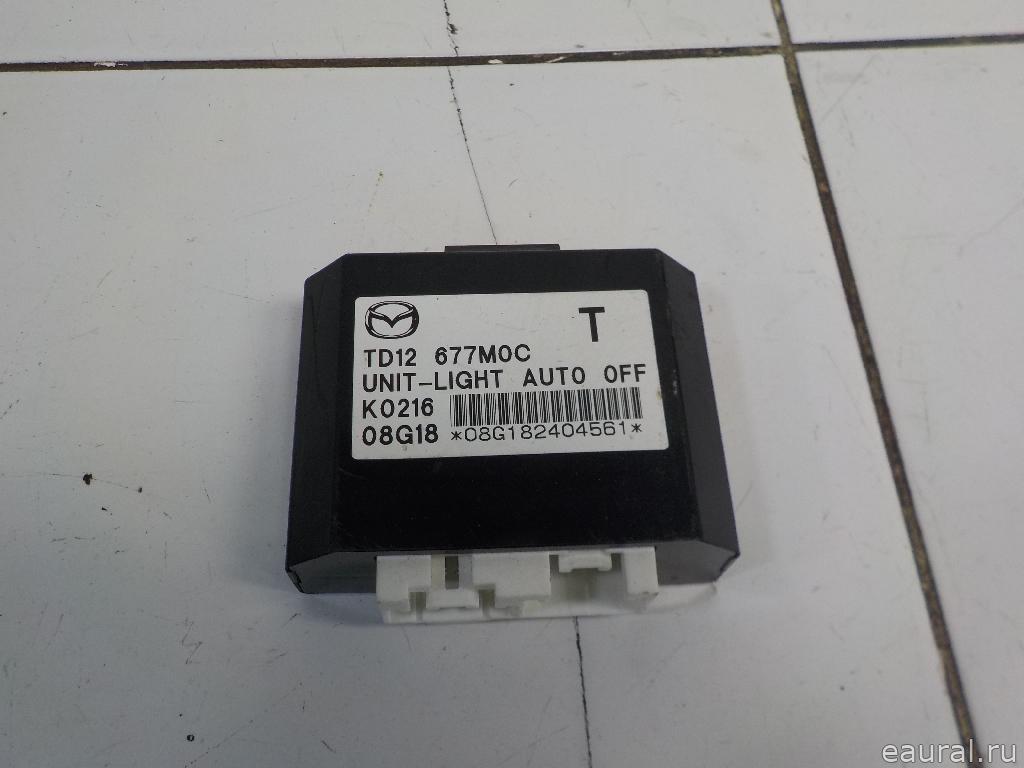 T
TD12 677M0C
UNIT-LIGHT AUTO OFF
K0216
08G18 *08G182404561*
eaural.ru